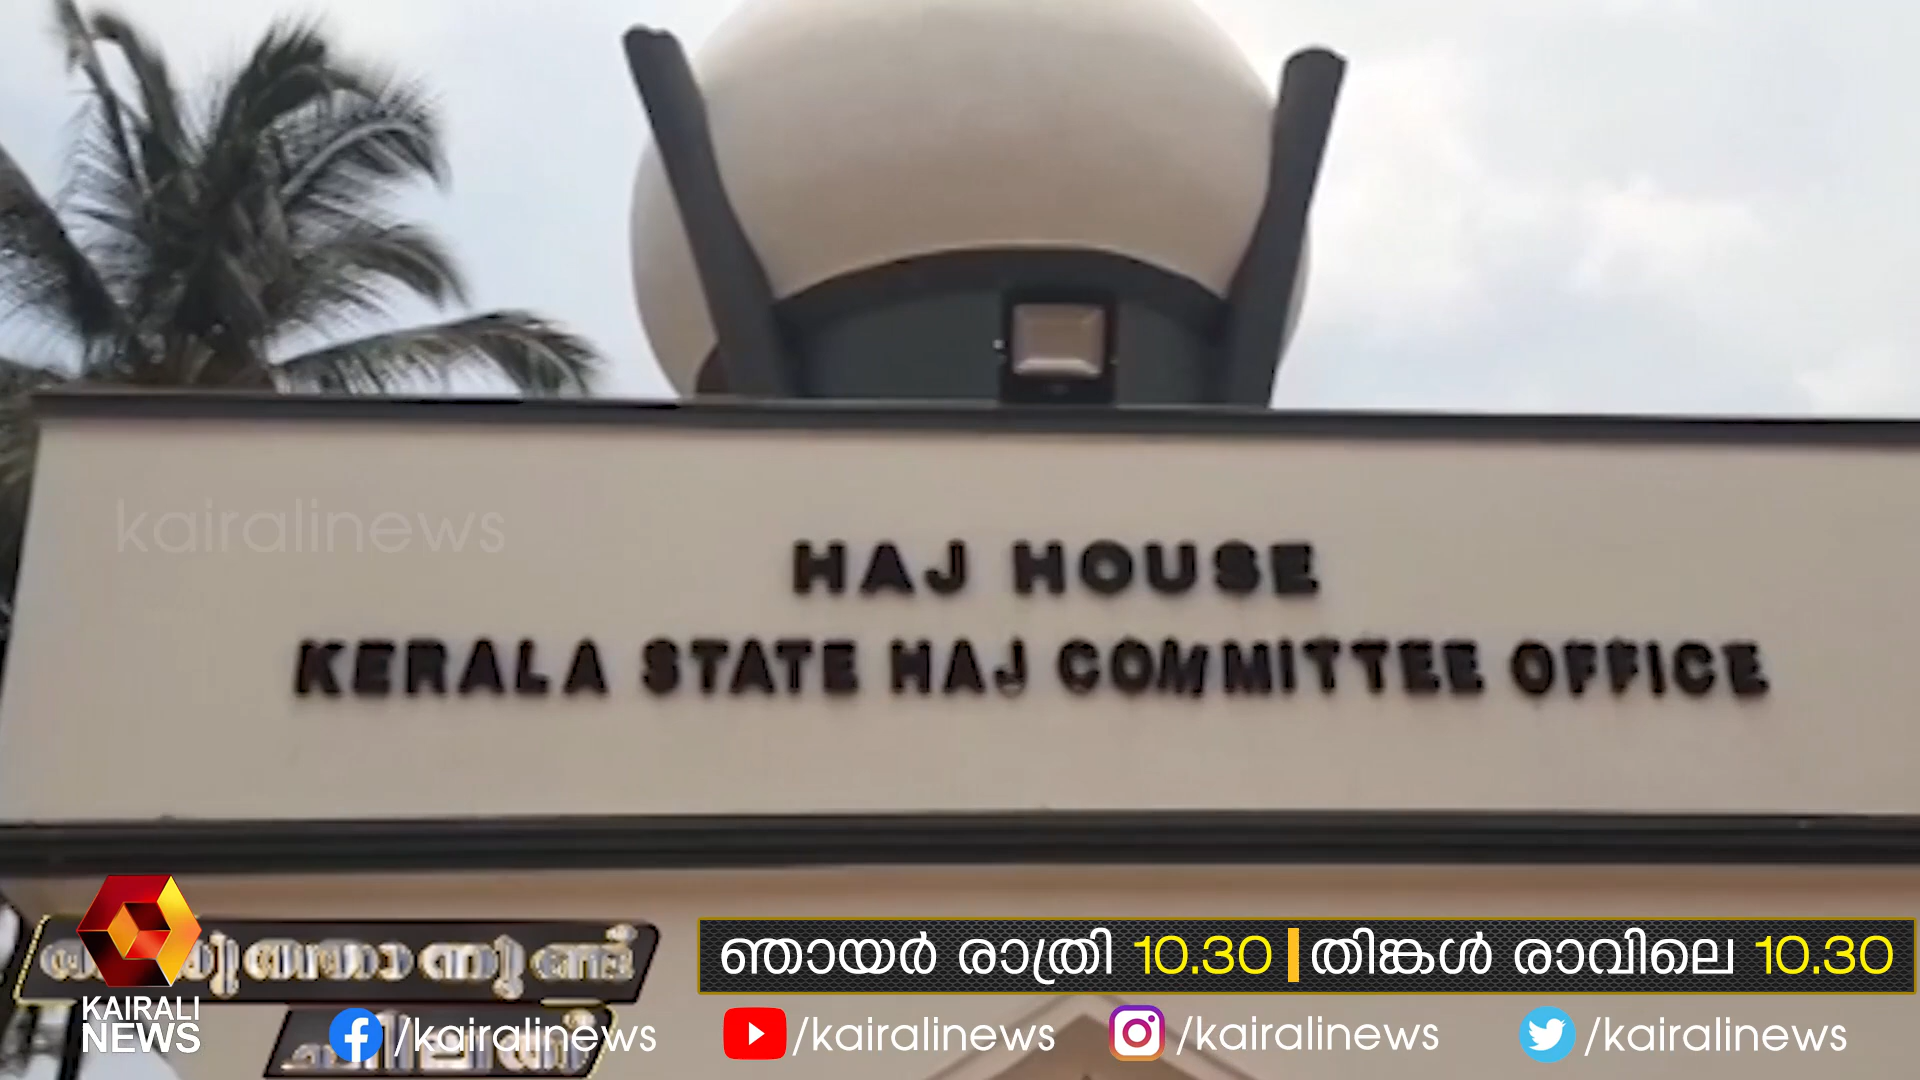 kairalinews
HAJ HOUSE
KERALA STATE HAJ COMMITTEE OFFICE
ഞായർ രാത്രി 10.30 | തിങ്കൾ രാവിലെ 10.30
KAIRALI
NEWS
/kairalinews /kairalinews /kairalinews /kairalinews